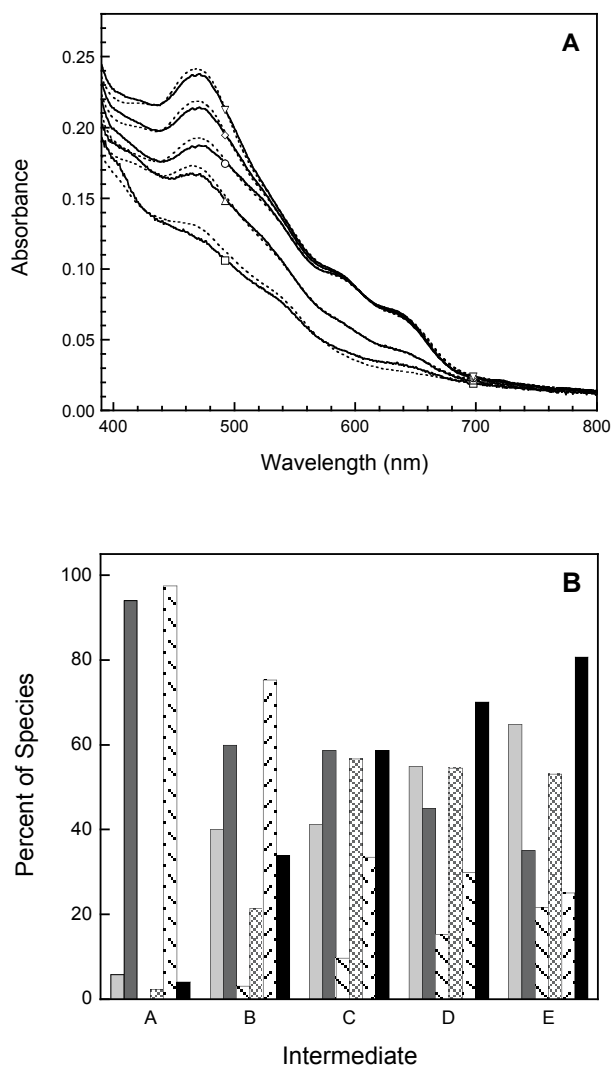 A
0.25
0.20
0.15
0.10
0.05
0.00
Absorbance
400 500 600 700 800
Wavelength (nm)
B
100
80
60
40
20
0
Percent of Species
A B C D E
Intermediate